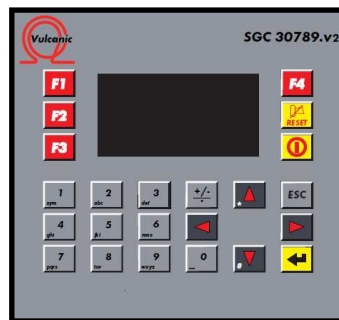 Vulcanic
SGC 30789.v2
F1
F4
F2
RESET
F3
1 2 3 +/-
sym abc def .
* ESC
4 5 6
ghi jkl mno
7 8 9 0
pqrs tuv wxyz _ #